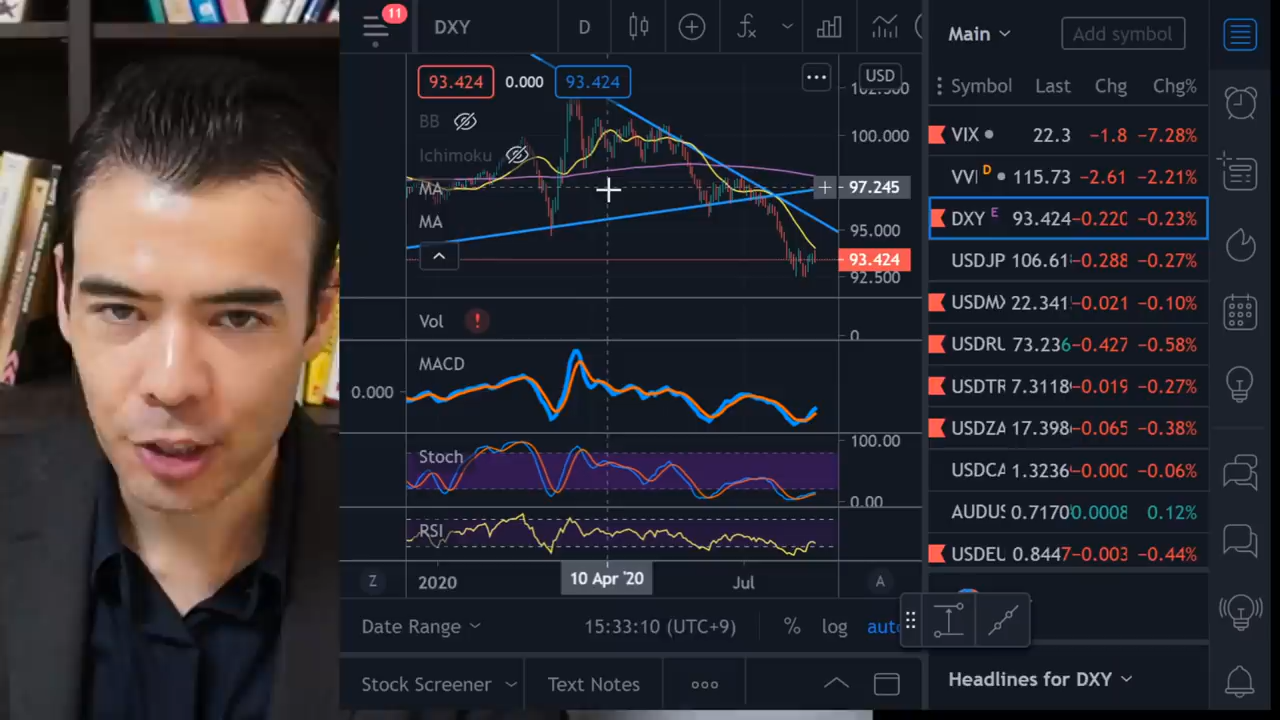 11
DXY
D
Main
Add symbol
93.424
0.000
93.424
USD
Symbol Last Chg Chg%
BB
100.000
VIX 22.3 −1.8 −7.28%
Ichimoku
VVI D 115.73 −2.61 −2.21%
MA
97.245
MA
DXY E 93.424 −0.220 −0.23%
95.000
93.424
USDJP 106.61 −0.288 −0.27%
92.500
USDMX 22.341 −0.021 −0.10%
Vol !
0
USDRU 73.236 −0.427 −0.58%
MACD
0.000
USDTR 7.3118 −0.019 −0.27%
100.00
USDZA 17.398 −0.065 −0.38%
Stoch
USDCA 1.3236 −0.000 −0.06%
0.00
AUDUS 0.7170 0.0008 0.12%
RSI
USDEU 0.8447 −0.003 −0.44%
Z
2020
10 Apr '20
Jul
A
Date Range
15:33:10 (UTC+9)
%
log
auto
Stock Screener
Text Notes
Headlines for DXY